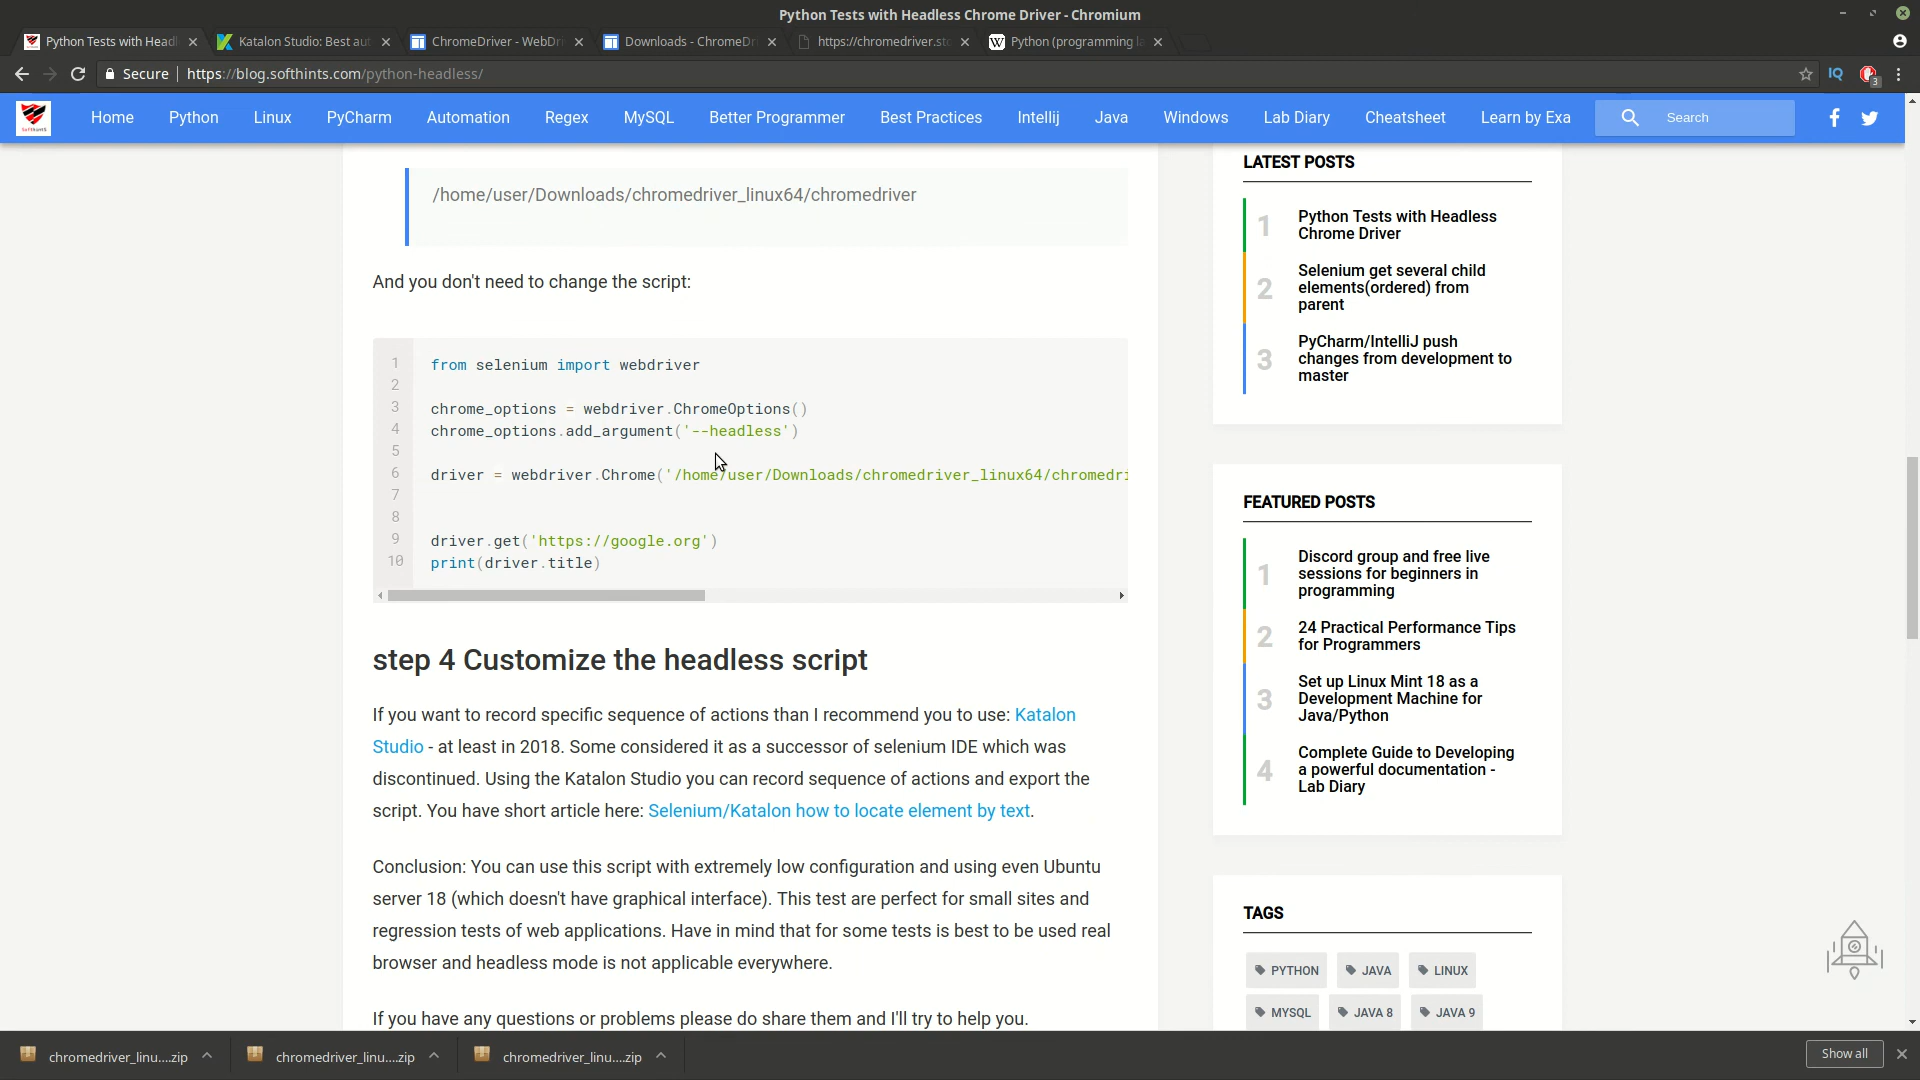 Python Tests with Headless Chrome Driver - Chromium
Python Tests with Headl
Katalon Studio: Best aut
ChromeDriver - WebDri
Downloads - ChromeDr
https://chromedriver.sto
Python (programming la
Secure
https://blog.softhints.com/python-headless/
IQ
3
Home
Python
Linux
PyCharm
Automation
Regex
MySQL
Better Programmer
Best Practices
Intellij
Java
Windows
Lab Diary
Cheatsheet
Learn by Exa
Search
/home/user/Downloads/chromedriver_linux64/chromedriver
And you don't need to change the script:
1 from selenium import webdriver
2
3 chrome_options = webdriver.ChromeOptions()
4 chrome_options.add_argument('--headless')
5
6 driver = webdriver.Chrome('/home/user/Downloads/chromedriver_linux64/chromedri
7
8
9 driver.get('https://google.org')
10 print(driver.title)
step 4 Customize the headless script
If you want to record specific sequence of actions than I recommend you to use: Katalon
Studio - at least in 2018. Some considered it as a successor of selenium IDE which was
discontinued. Using the Katalon Studio you can record sequence of actions and export the
script. You have short article here: Selenium/Katalon how to locate element by text.
Conclusion: You can use this script with extremely low configuration and using even Ubuntu
server 18 (which doesn't have graphical interface). This test are perfect for small sites and
regression tests of web applications. Have in mind that for some tests is best to be used real
browser and headless mode is not applicable everywhere.
If you have any questions or problems please do share them and I'll try to help you.
LATEST POSTS
1
Python Tests with Headless
Chrome Driver
2
Selenium get several child
elements(ordered) from
parent
3
PyCharm/IntelliJ push
changes from development to
master
FEATURED POSTS
1
Discord group and free live
sessions for beginners in
programming
2
24 Practical Performance Tips
for Programmers
3
Set up Linux Mint 18 as a
Development Machine for
Java/Python
4
Complete Guide to Developing
a powerful documentation -
Lab Diary
TAGS
PYTHON
JAVA
LINUX
MYSQL
JAVA 8
JAVA 9
chromedriver_linu....zip
chromedriver_linu....zip
chromedriver_linu....zip
Show all